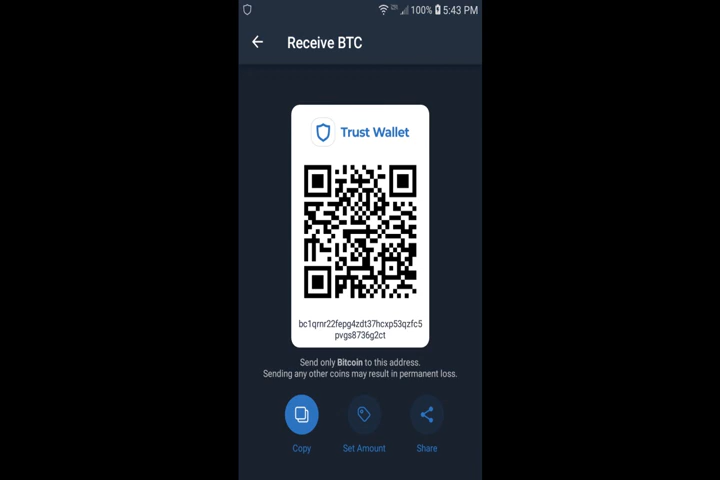 100% 5:43 PM
Receive BTC
Trust Wallet
bc1qrnr22fepg4zdt37hcxp53qzfc5
pvgs8736g2ct
Send only Bitcoin to this address.
Sending any other coins may result in permanent loss.
Copy Set Amount Share